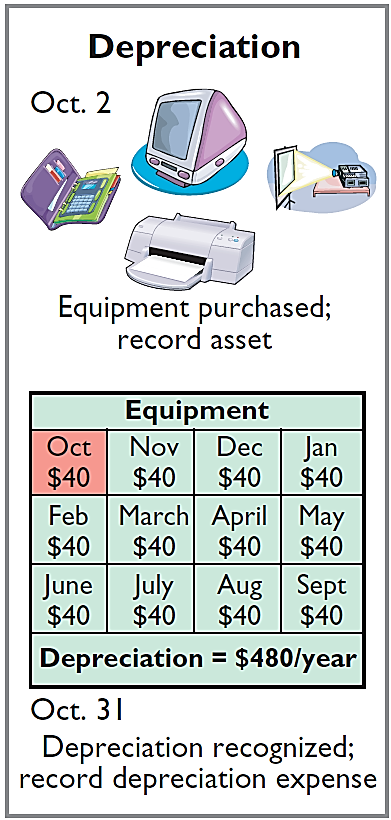 Depreciation
Oct. 2
Equipment purchased;
record asset
Equipment
Oct Nov Dec Jan
$40 $40 $40 $40
Feb March April May
$40 $40 $40 $40
June July Aug Sept
$40 $40 $40 $40
Depreciation = $480/year
Oct. 31
Depreciation recognized;
record depreciation expense